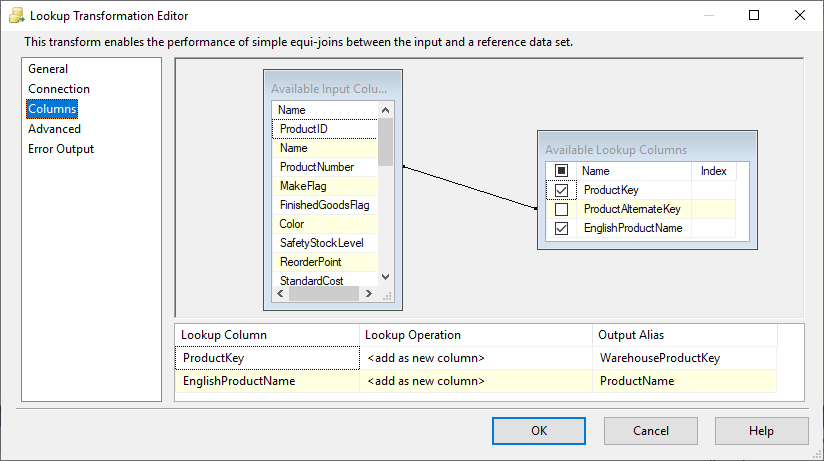 Lookup Transformation Editor
This transform enables the performance of simple equi-joins between the input and a reference data set.
General
Connection
Columns
Advanced
Error Output
Available Input Colu...
Name
ProductID
Name
ProductNumber
MakeFlag
FinishedGoodsFlag
Color
SafetyStockLevel
ReorderPoint
StandardCost
Available Lookup Columns
Name Index
ProductKey
ProductAlternateKey
EnglishProductName
Lookup Column Lookup Operation Output Alias
ProductKey <add as new column> WarehouseProductKey
EnglishProductName <add as new column> ProductName
OK Cancel Help